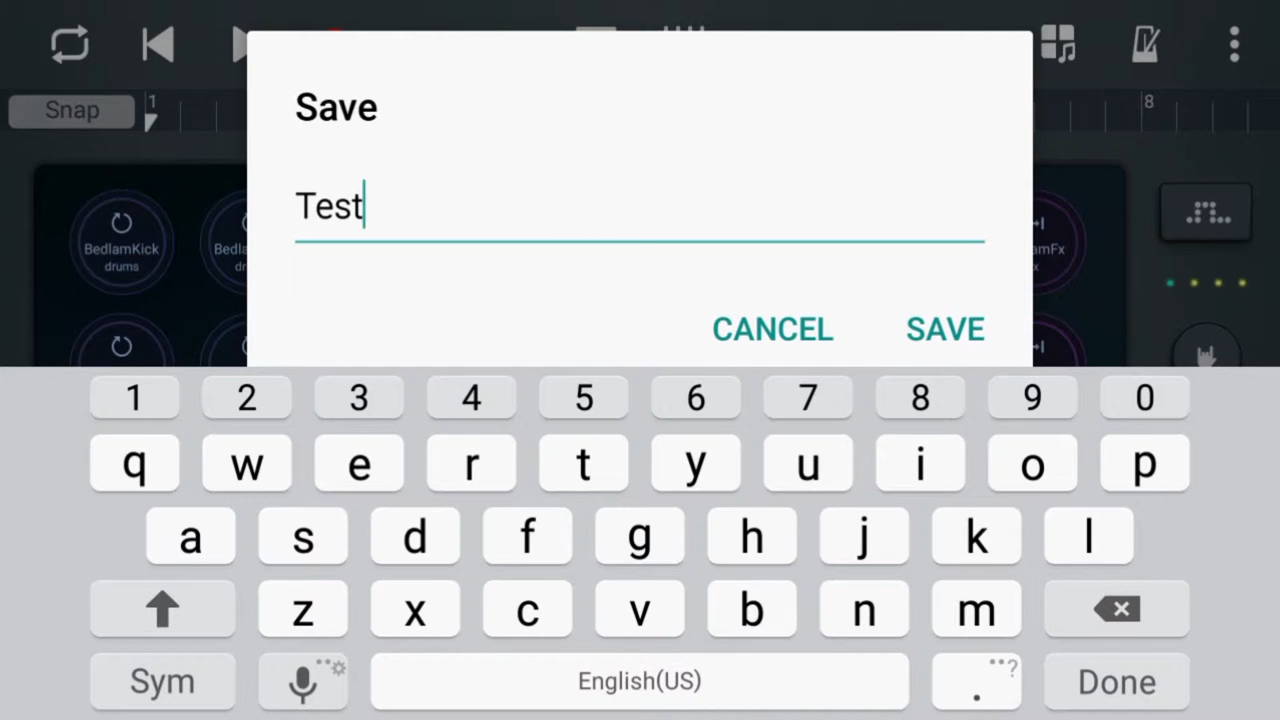 Snap
1
8
Save
Test
BedlamKick
drums
CANCEL
SAVE
1 2 3 4 5 6 7 8 9 0
q w e r t y u i o p
a s d f g h j k l
z x c v b n m
Sym
English(US)
. ?
Done